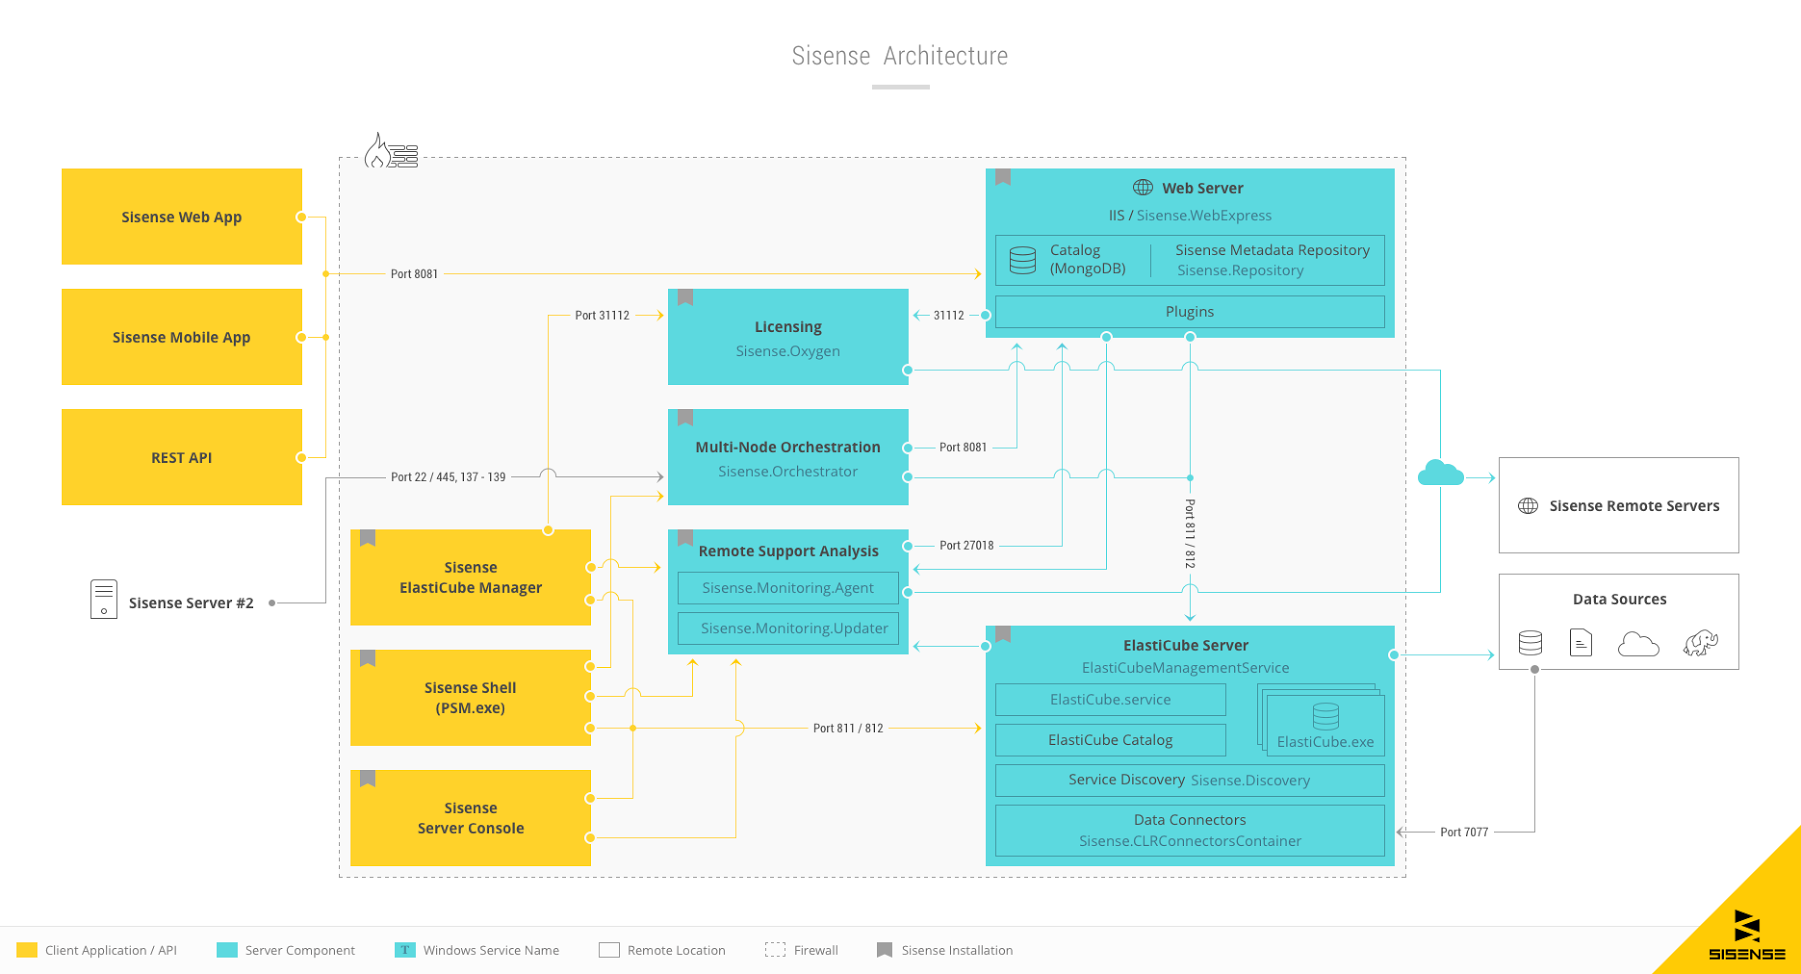 Sisense Architecture
Sisense Web App
Sisense Mobile App
REST API
Sisense Server #2
Port 8081
Port 31112
Port 22 / 445, 137 - 139
Sisense
ElastiCube Manager
Sisense Shell
(PSM.exe)
Sisense
Server Console
Licensing
Sisense.Oxygen
31112
Multi-Node Orchestration
Sisense.Orchestrator
Port 8081
Remote Support Analysis
Sisense.Monitoring.Agent
Sisense.Monitoring.Updater
Port 27018
Port 811 / 812
Port 811 / 812
Web Server
IIS / Sisense.WebExpress
Catalog
(MongoDB)
Sisense Metadata Repository
Sisense.Repository
Plugins
ElastiCube Server
ElastiCubeManagementService
ElastiCube.service
ElastiCube Catalog
ElastiCube.exe
Service Discovery Sisense.Discovery
Data Connectors
Sisense.CLRConnectorsContainer
Sisense Remote Servers
Data Sources
Port 7077
Client Application / API
Server Component
T Windows Service Name
Remote Location
Firewall
Sisense Installation
SISENSE